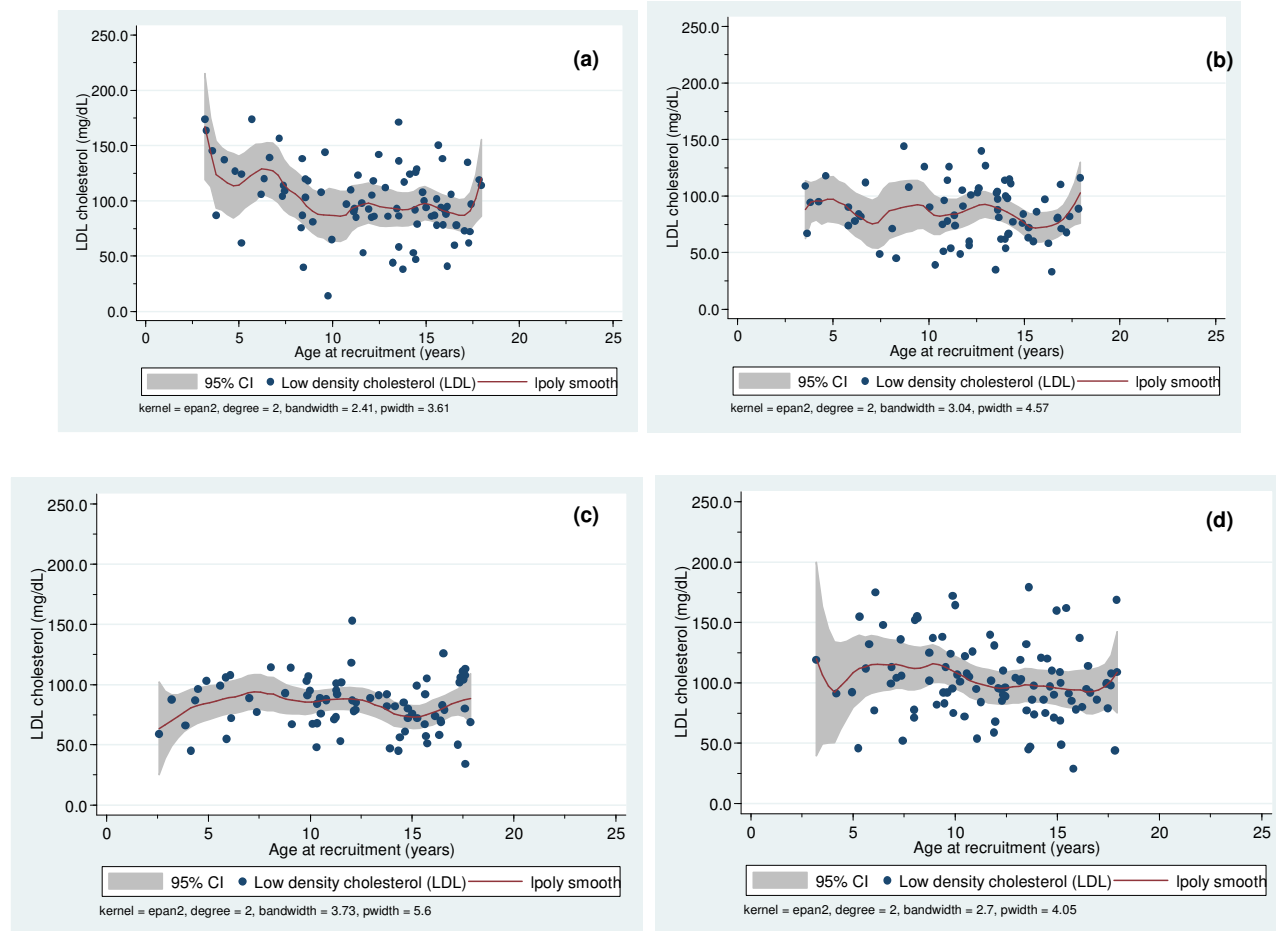 (a)
LDL cholesterol (mg/dL)
250.0
200.0
150.0
100.0
50.0
0.0
0 5 10 15 20 25
Age at recruitment (years)
95% CI Low density cholesterol (LDL) lpoly smooth
kernel = epan2, degree = 2, bandwidth = 2.41, pwidth = 3.61
(b)
LDL cholesterol (mg/dL)
250.0
200.0
150.0
100.0
50.0
0.0
0 5 10 15 20 25
Age at recruitment (years)
95% CI Low density cholesterol (LDL) lpoly smooth
kernel = epan2, degree = 2, bandwidth = 3.04, pwidth = 4.57
(c)
LDL cholesterol (mg/dL)
250.0
200.0
150.0
100.0
50.0
0.0
0 5 10 15 20 25
Age at recruitment (years)
95% CI Low density cholesterol (LDL) lpoly smooth
kernel = epan2, degree = 2, bandwidth = 3.73, pwidth = 5.6
(d)
LDL cholesterol (mg/dL)
250.0
200.0
150.0
100.0
50.0
0.0
0 5 10 15 20 25
Age at recruitment (years)
95% CI Low density cholesterol (LDL) lpoly smooth
kernel = epan2, degree = 2, bandwidth = 2.7, pwidth = 4.05